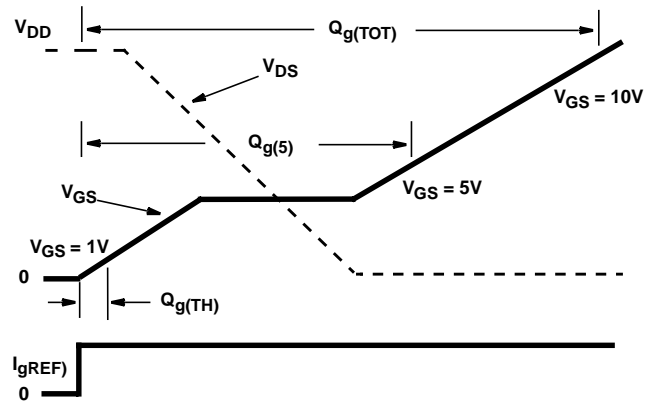 V_DD
Q_g(TOT)
V_DS
V_GS = 10V
Q_g(5)
V_GS
V_GS = 5V
V_GS = 1V
0
Q_g(TH)
I_gREF)
0